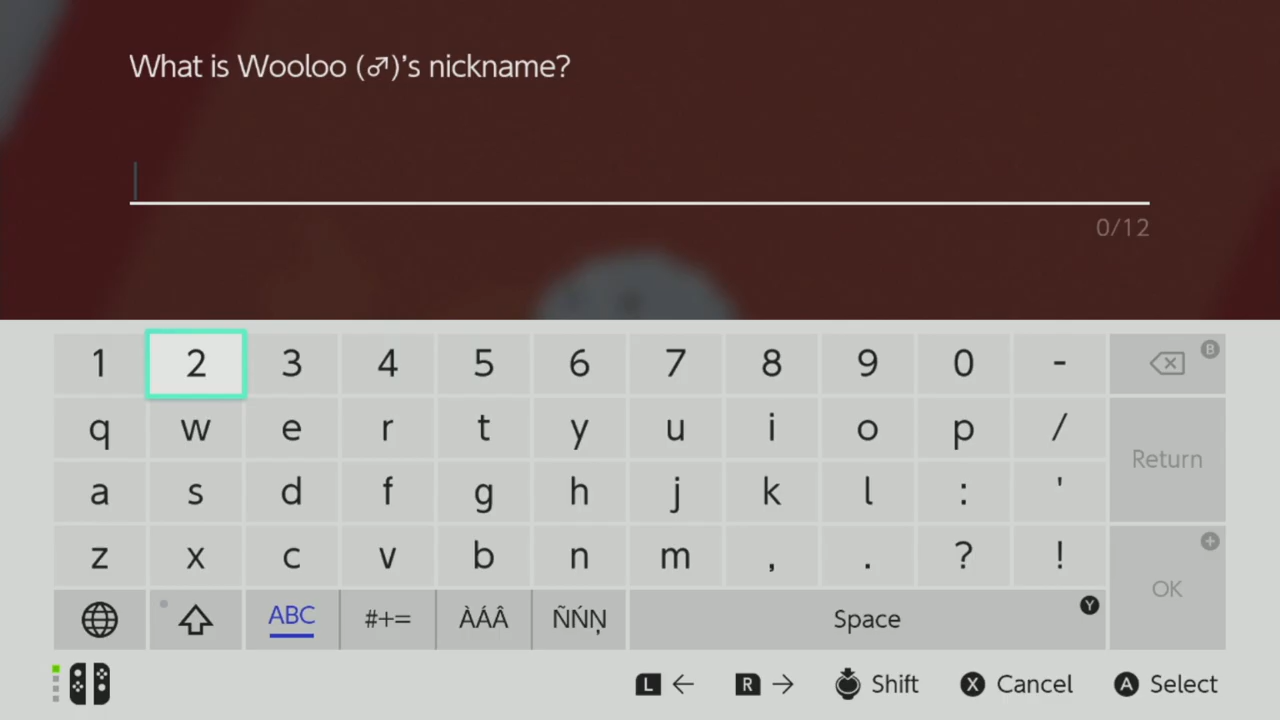 What is Wooloo (♂)'s nickname?
0/12
1 2 3 4 5 6 7 8 9 0 -
B
q w e r t y u i o p /
Return
a s d f g h j k l : '
z x c v b n m , . ? !
+
OK
ABC #+= ÀÁÂ ÑŃŅ Space Y
L ← R → Shift X Cancel A Select